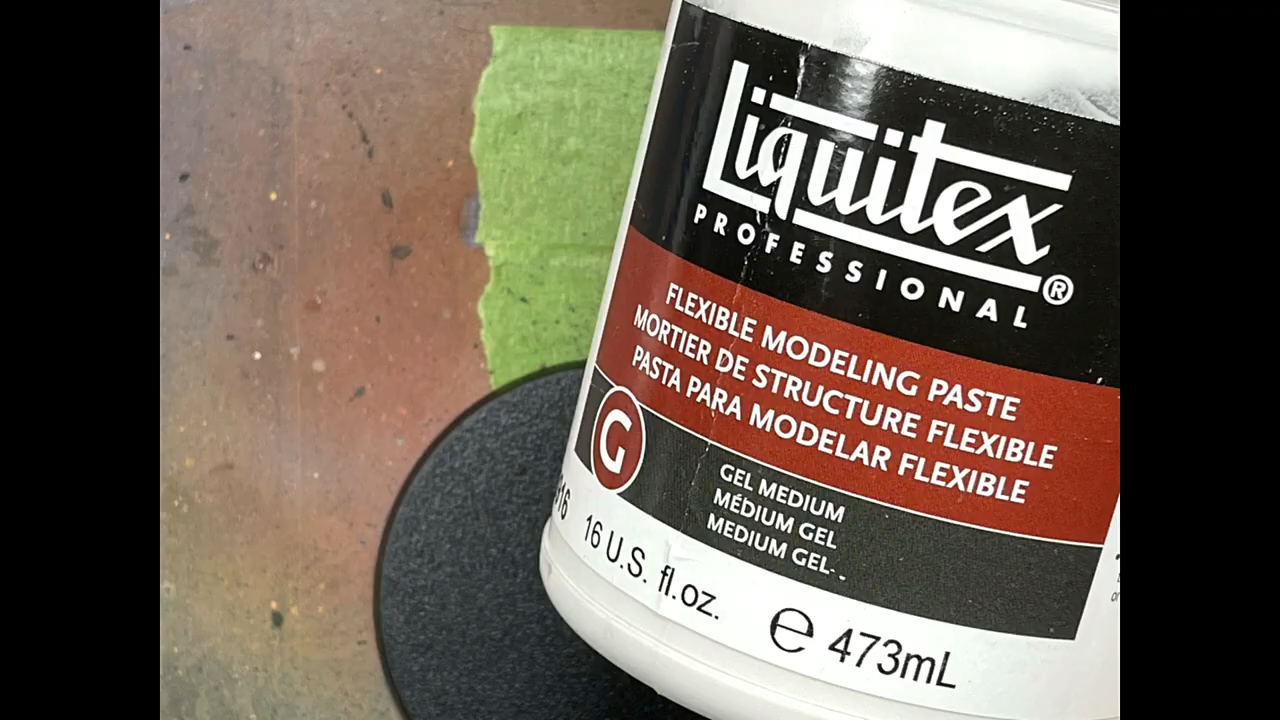 Liquitex®
PROFESSIONAL
FLEXIBLE MODELING PASTE
MORTIER DE STRUCTURE FLEXIBLE
PASTA PARA MODELAR FLEXIBLE
G
GEL MEDIUM
MÉDIUM GEL
MEDIUM GEL
16 U.S. fl.oz. ℮ 473mL